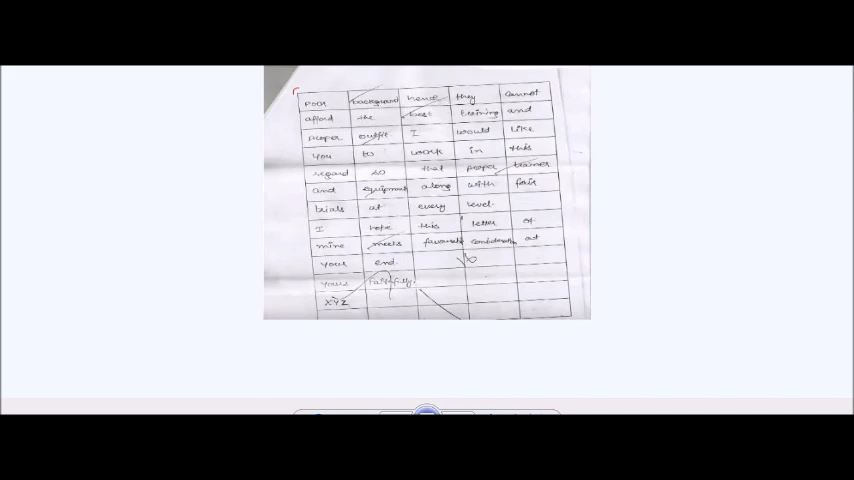 Poor backgruond hence they cannot
afford the best training and
proper outfit. I would like
you to work in this
regard so that proper trainer
and equipment along with fair
trials at every level.
I hope this letter of
mine meets favourable consideration at
your end.
Yours faithfully.
XYZ